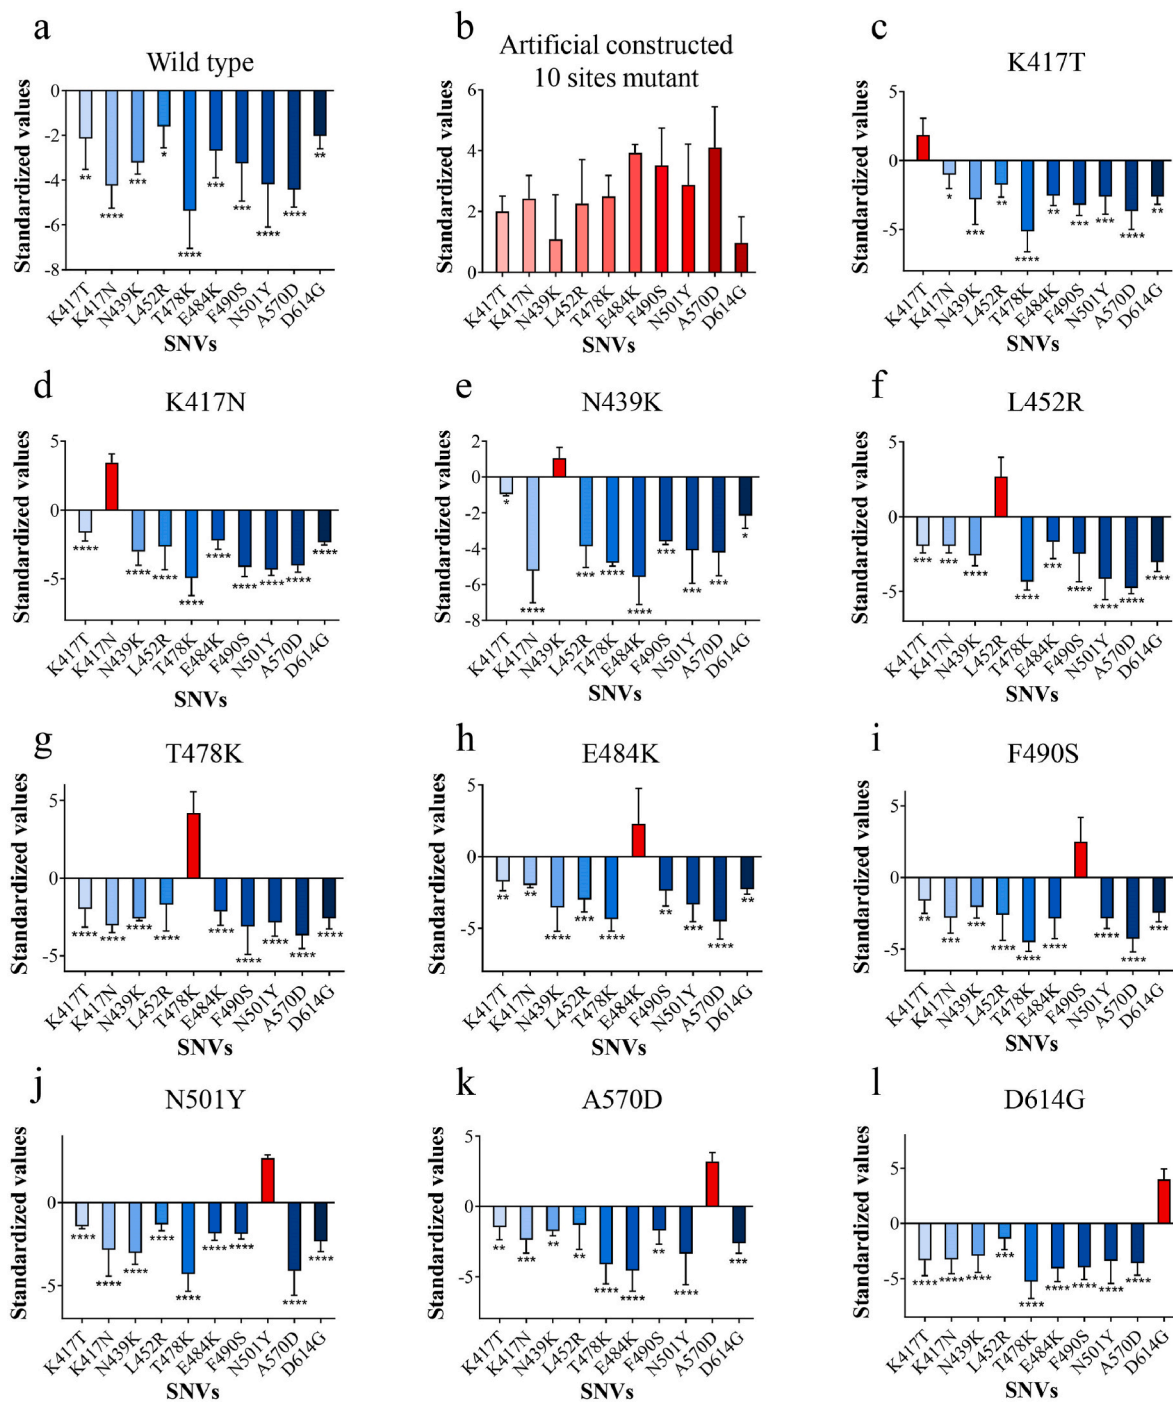 a
Wild type
Standardized values
0
-2
-4
-6
-8
** **** *** * **** *** *** **** **** **
K417T K417N N439K L452R T478K E484K F490S N501Y A570D D614G
SNVs
b
Artificial constructed
10 sites mutant
Standardized values
6
4
2
0
K417T K417N N439K L452R T478K E484K F490S N501Y A570D D614G
SNVs
c
K417T
Standardized values
5
0
-5
* *** ** **** ** *** *** **** **
K417T K417N N439K L452R T478K E484K F490S N501Y A570D D614G
SNVs
d
K417N
Standardized values
5
0
-5
**** **** **** **** **** **** **** **** ****
K417T K417N N439K L452R T478K E484K F490S N501Y A570D D614G
SNVs
e
N439K
Standardized values
2
0
-2
-4
-6
-8
* **** *** **** **** *** *** *** *
K417T K417N N439K L452R T478K E484K F490S N501Y A570D D614G
SNVs
f
L452R
Standardized values
5
0
-5
*** *** **** **** *** **** **** **** ****
K417T K417N N439K L452R T478K E484K F490S N501Y A570D D614G
SNVs
g
T478K
Standardized values
5
0
-5
**** **** **** **** **** **** **** **** ****
K417T K417N N439K L452R T478K E484K F490S N501Y A570D D614G
SNVs
h
E484K
Standardized values
5
0
-5
** ** **** *** **** ** *** **** **
K417T K417N N439K L452R T478K E484K F490S N501Y A570D D614G
SNVs
i
F490S
Standardized values
5
0
-5
** *** *** **** **** **** **** **** ***
K417T K417N N439K L452R T478K E484K F490S N501Y A570D D614G
SNVs
j
N501Y
Standardized values
0
-5
**** **** **** **** **** **** **** **** ****
K417T K417N N439K L452R T478K E484K F490S N501Y A570D D614G
SNVs
k
A570D
Standardized values
5
0
-5
** *** ** ** **** **** ** **** ***
K417T K417N N439K L452R T478K E484K F490S N501Y A570D D614G
SNVs
l
D614G
Standardized values
5
0
-5
**** **** **** *** **** **** **** **** ****
K417T K417N N439K L452R T478K E484K F490S N501Y A570D D614G
SNVs